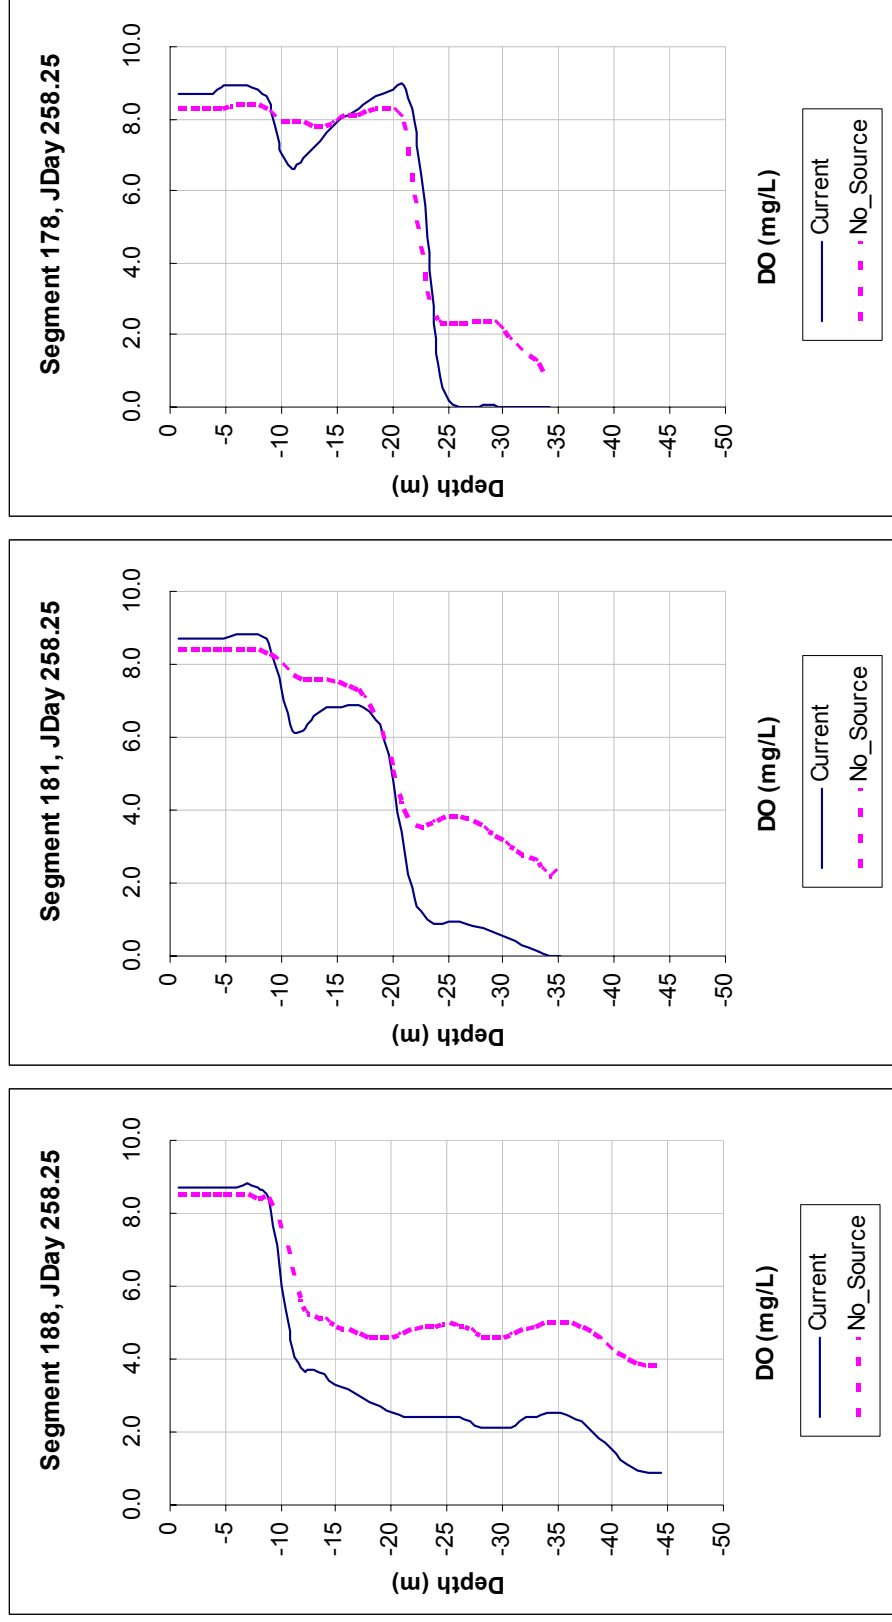 Segment 188, JDay 258.25
0.0 2.0 4.0 6.0 8.0 10.0
0
-5
-10
-15
-20
-25
-30
-35
-40
-45
-50
Depth (m)
DO (mg/L)
Current
No_Source
Segment 181, JDay 258.25
0.0 2.0 4.0 6.0 8.0 10.0
0
-5
-10
-15
-20
-25
-30
-35
-40
-45
-50
Depth (m)
DO (mg/L)
Current
No_Source
Segment 178, JDay 258.25
0.0 2.0 4.0 6.0 8.0 10.0
0
-5
-10
-15
-20
-25
-30
-35
-40
-45
-50
Depth (m)
DO (mg/L)
Current
No_Source